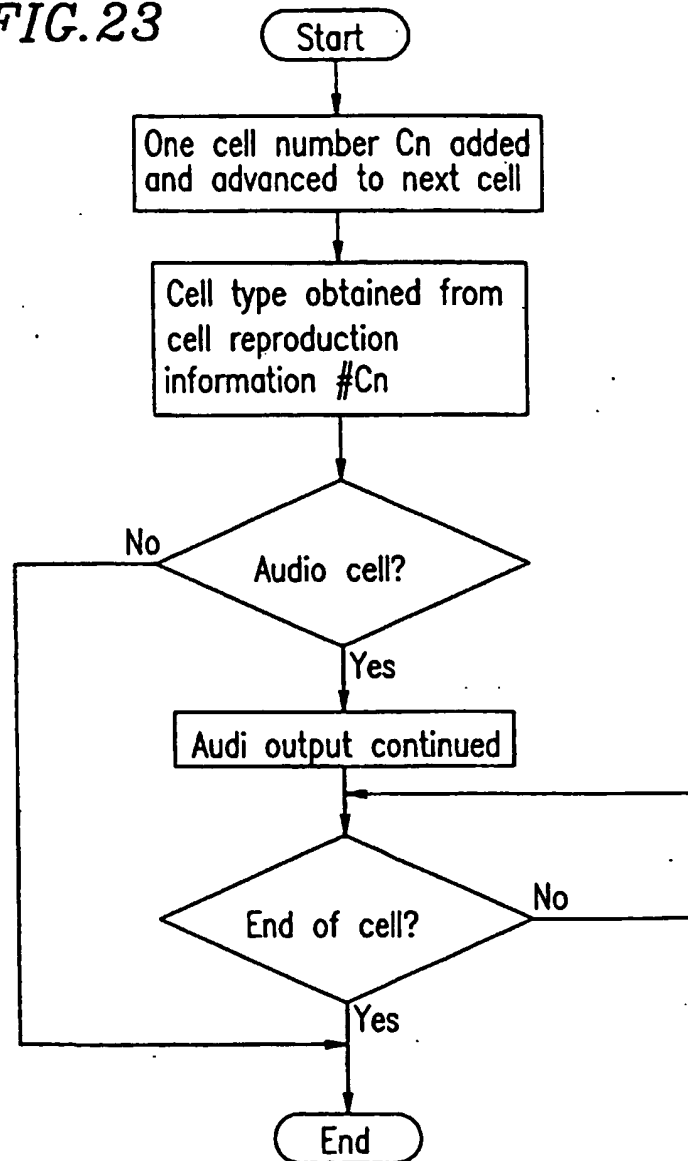 FIG.23
Start
One cell number Cn added
and advanced to next cell
Cell type obtained from
cell reproduction
information #Cn
No
Audio cell?
Yes
Audi output continued
No
End of cell?
Yes
End